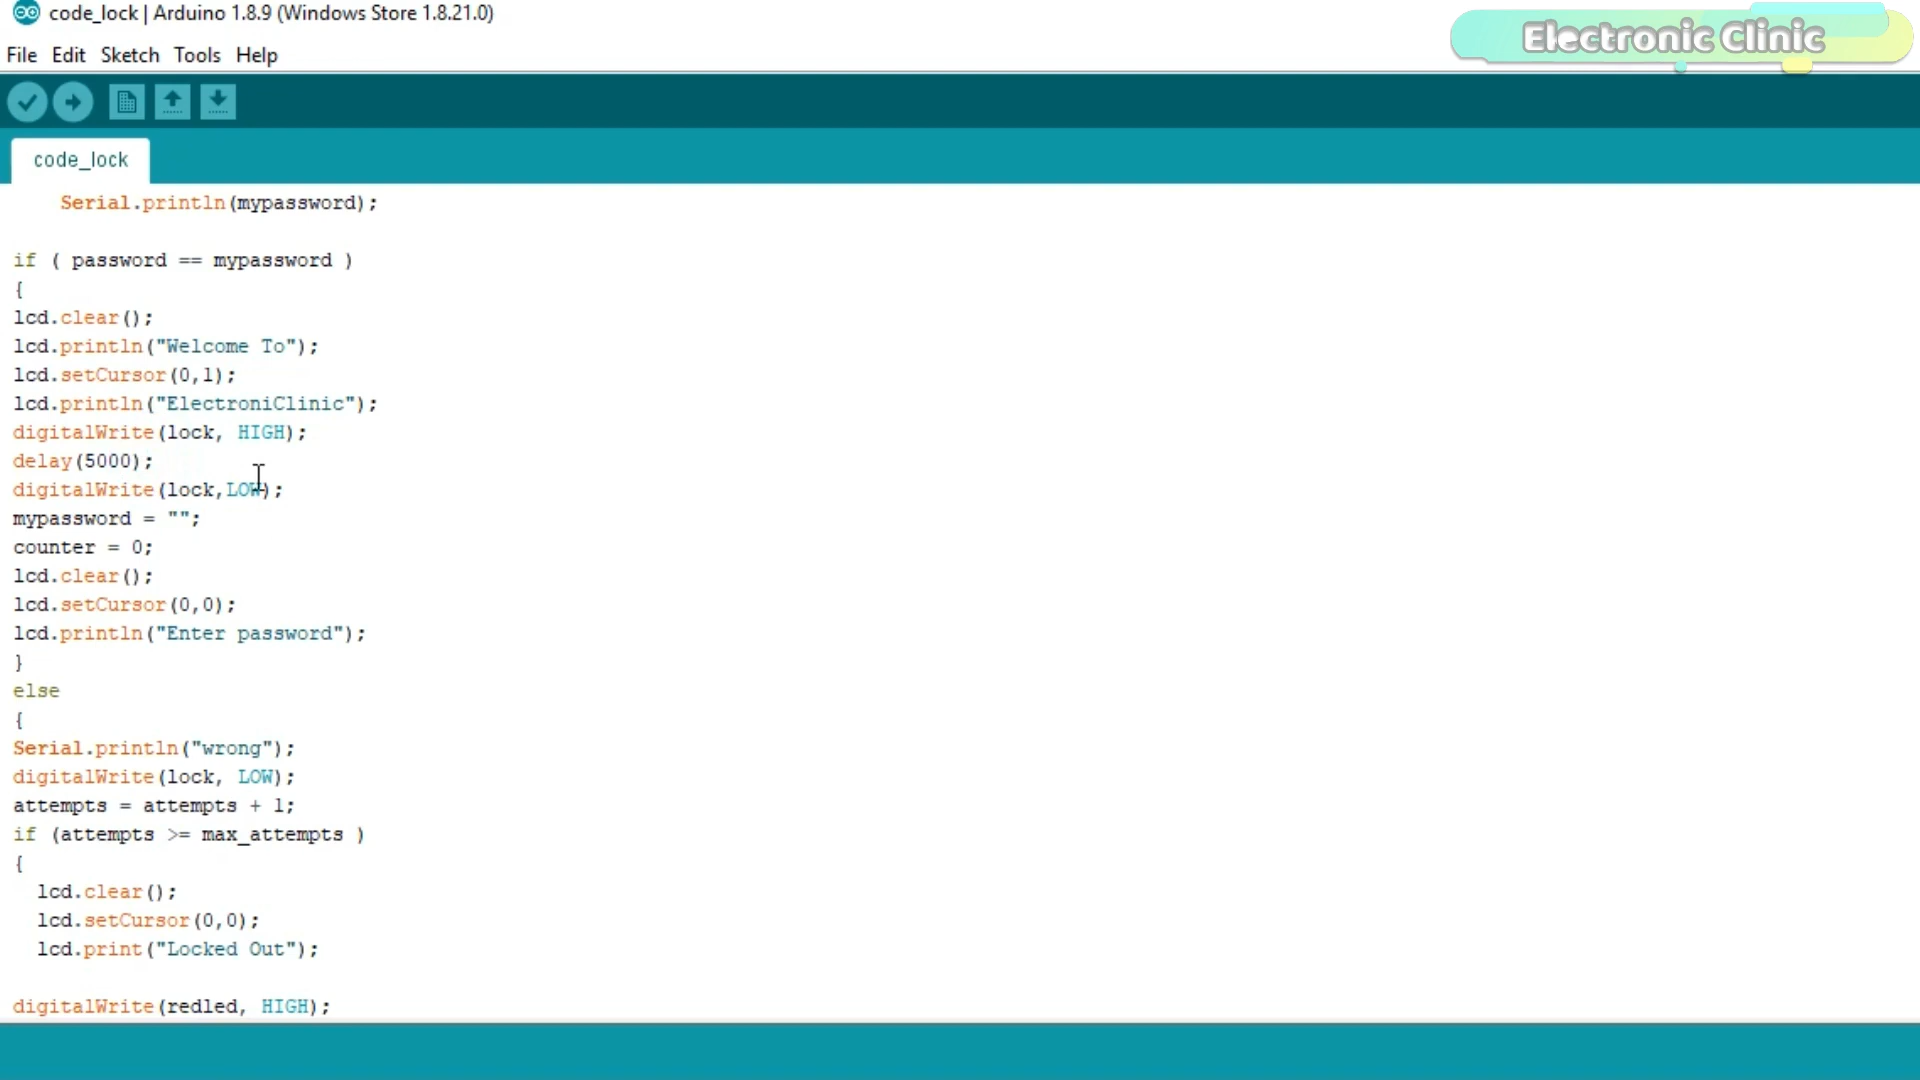 code_lock | Arduino 1.8.9 (Windows Store 1.8.21.0)
Electronic Clinic
File Edit Sketch Tools Help
code_lock
Serial.println(mypassword);
if ( password == mypassword )
{
lcd.clear();
lcd.println("Welcome To");
lcd.setCursor(0,1);
lcd.println("ElectroniClinic");
digitalWrite(lock, HIGH);
delay(5000);
digitalWrite(lock,LOW);
mypassword = "";
counter = 0;
lcd.clear();
lcd.setCursor(0,0);
lcd.println("Enter password");
}
else
{
Serial.println("wrong");
digitalWrite(lock, LOW);
attempts = attempts + 1;
if (attempts >= max_attempts )
{
lcd.clear();
lcd.setCursor(0,0);
lcd.print("Locked Out");
digitalWrite(redled, HIGH);